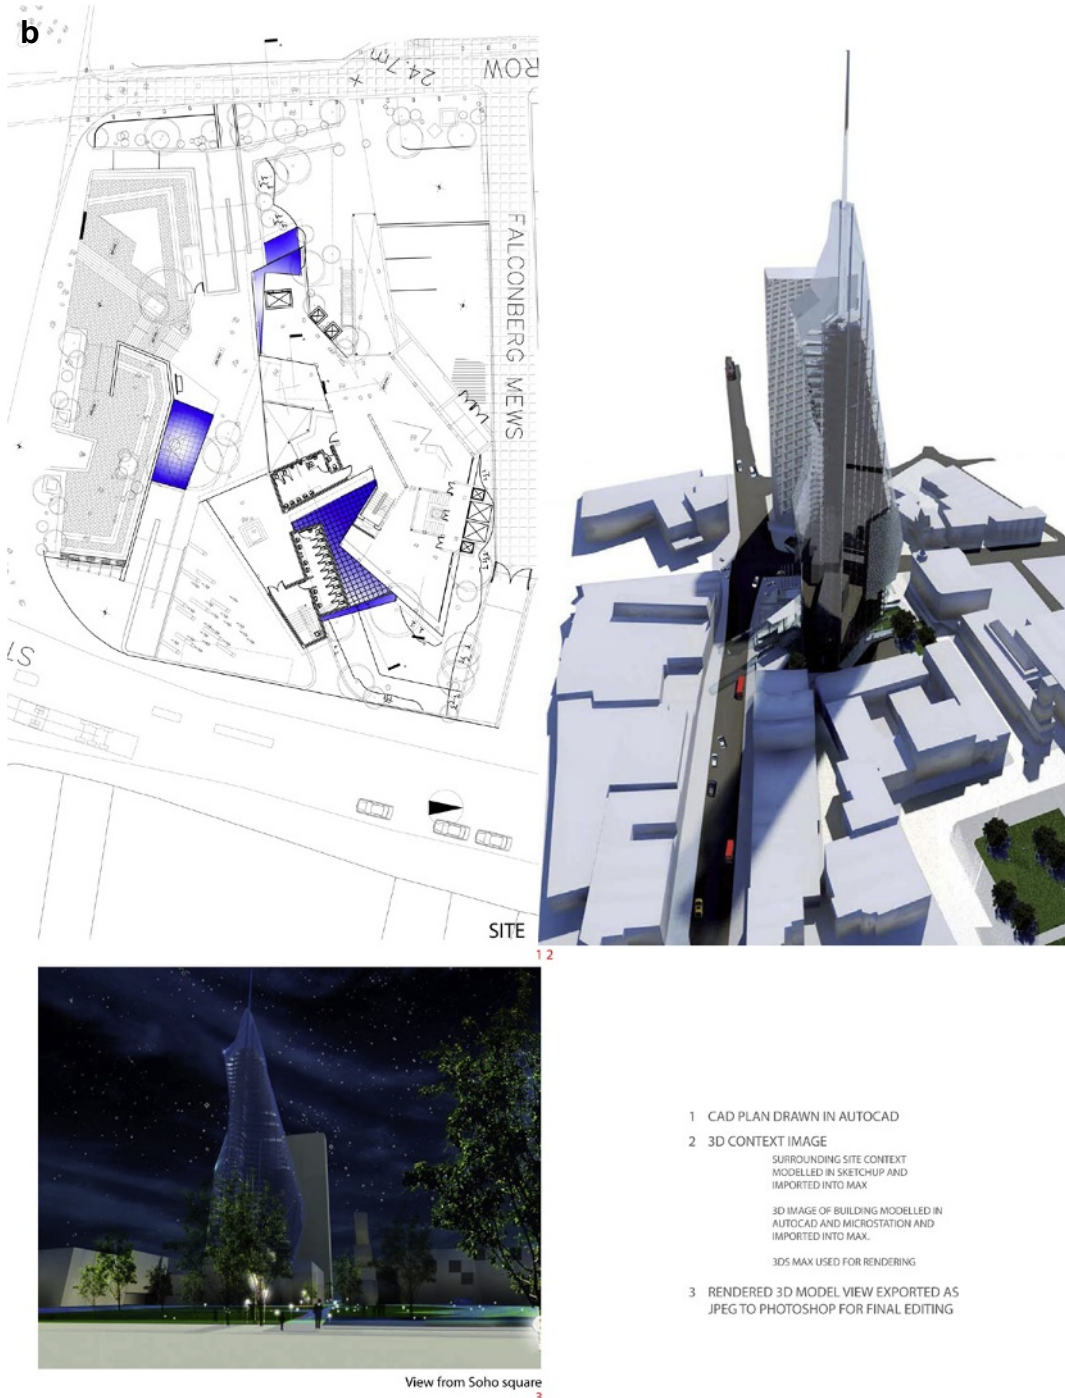 b
24.7m
ROW
FALCONBERG MEWS
ST
SITE
1 2
1 CAD PLAN DRAWN IN AUTOCAD
2 3D CONTEXT IMAGE
SURROUNDING SITE CONTEXT
MODELLED IN SKETCHUP AND
IMPORTED INTO MAX
3D IMAGE OF BUILDING MODELLED IN
AUTOCAD AND MICROSTATION AND
IMPORTED INTO MAX.
3DS MAX USED FOR RENDERING
3 RENDERED 3D MODEL VIEW EXPORTED AS
JPEG TO PHOTOSHOP FOR FINAL EDITING
View from Soho square
3